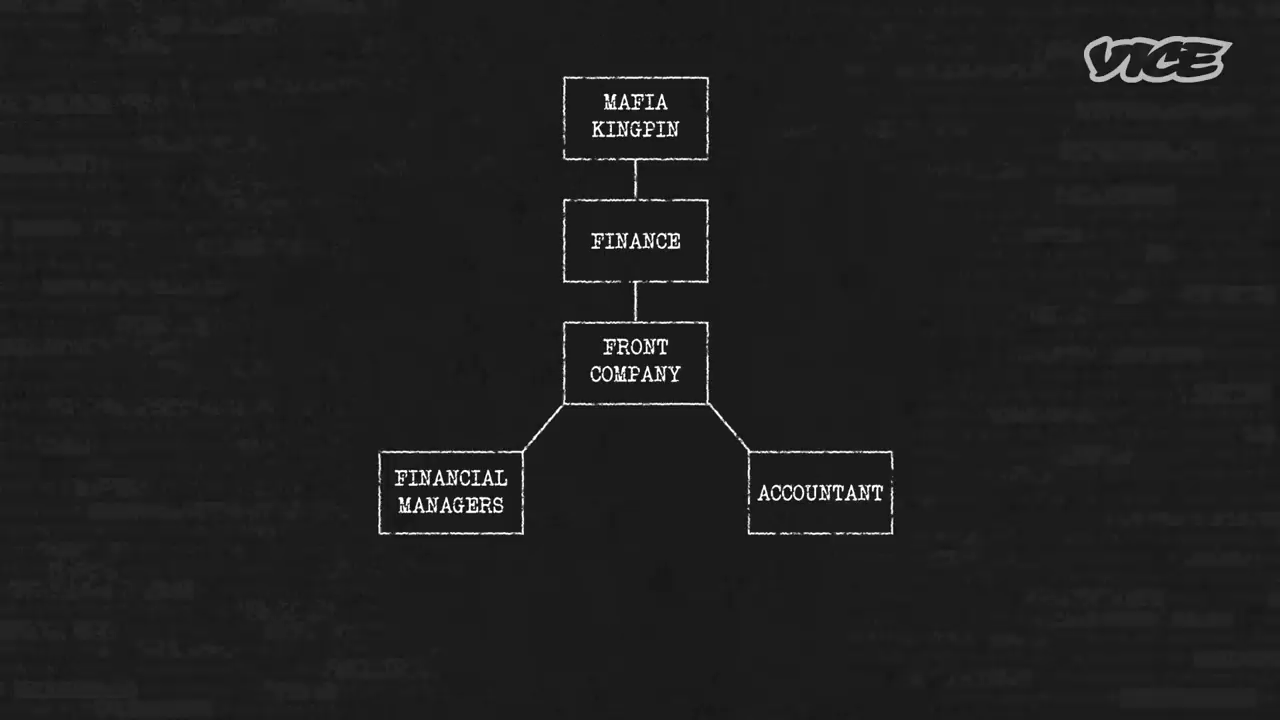 VICE
MAFIA
KINGPIN
FINANCE
FRONT
COMPANY
FINANCIAL
MANAGERS
ACCOUNTANT